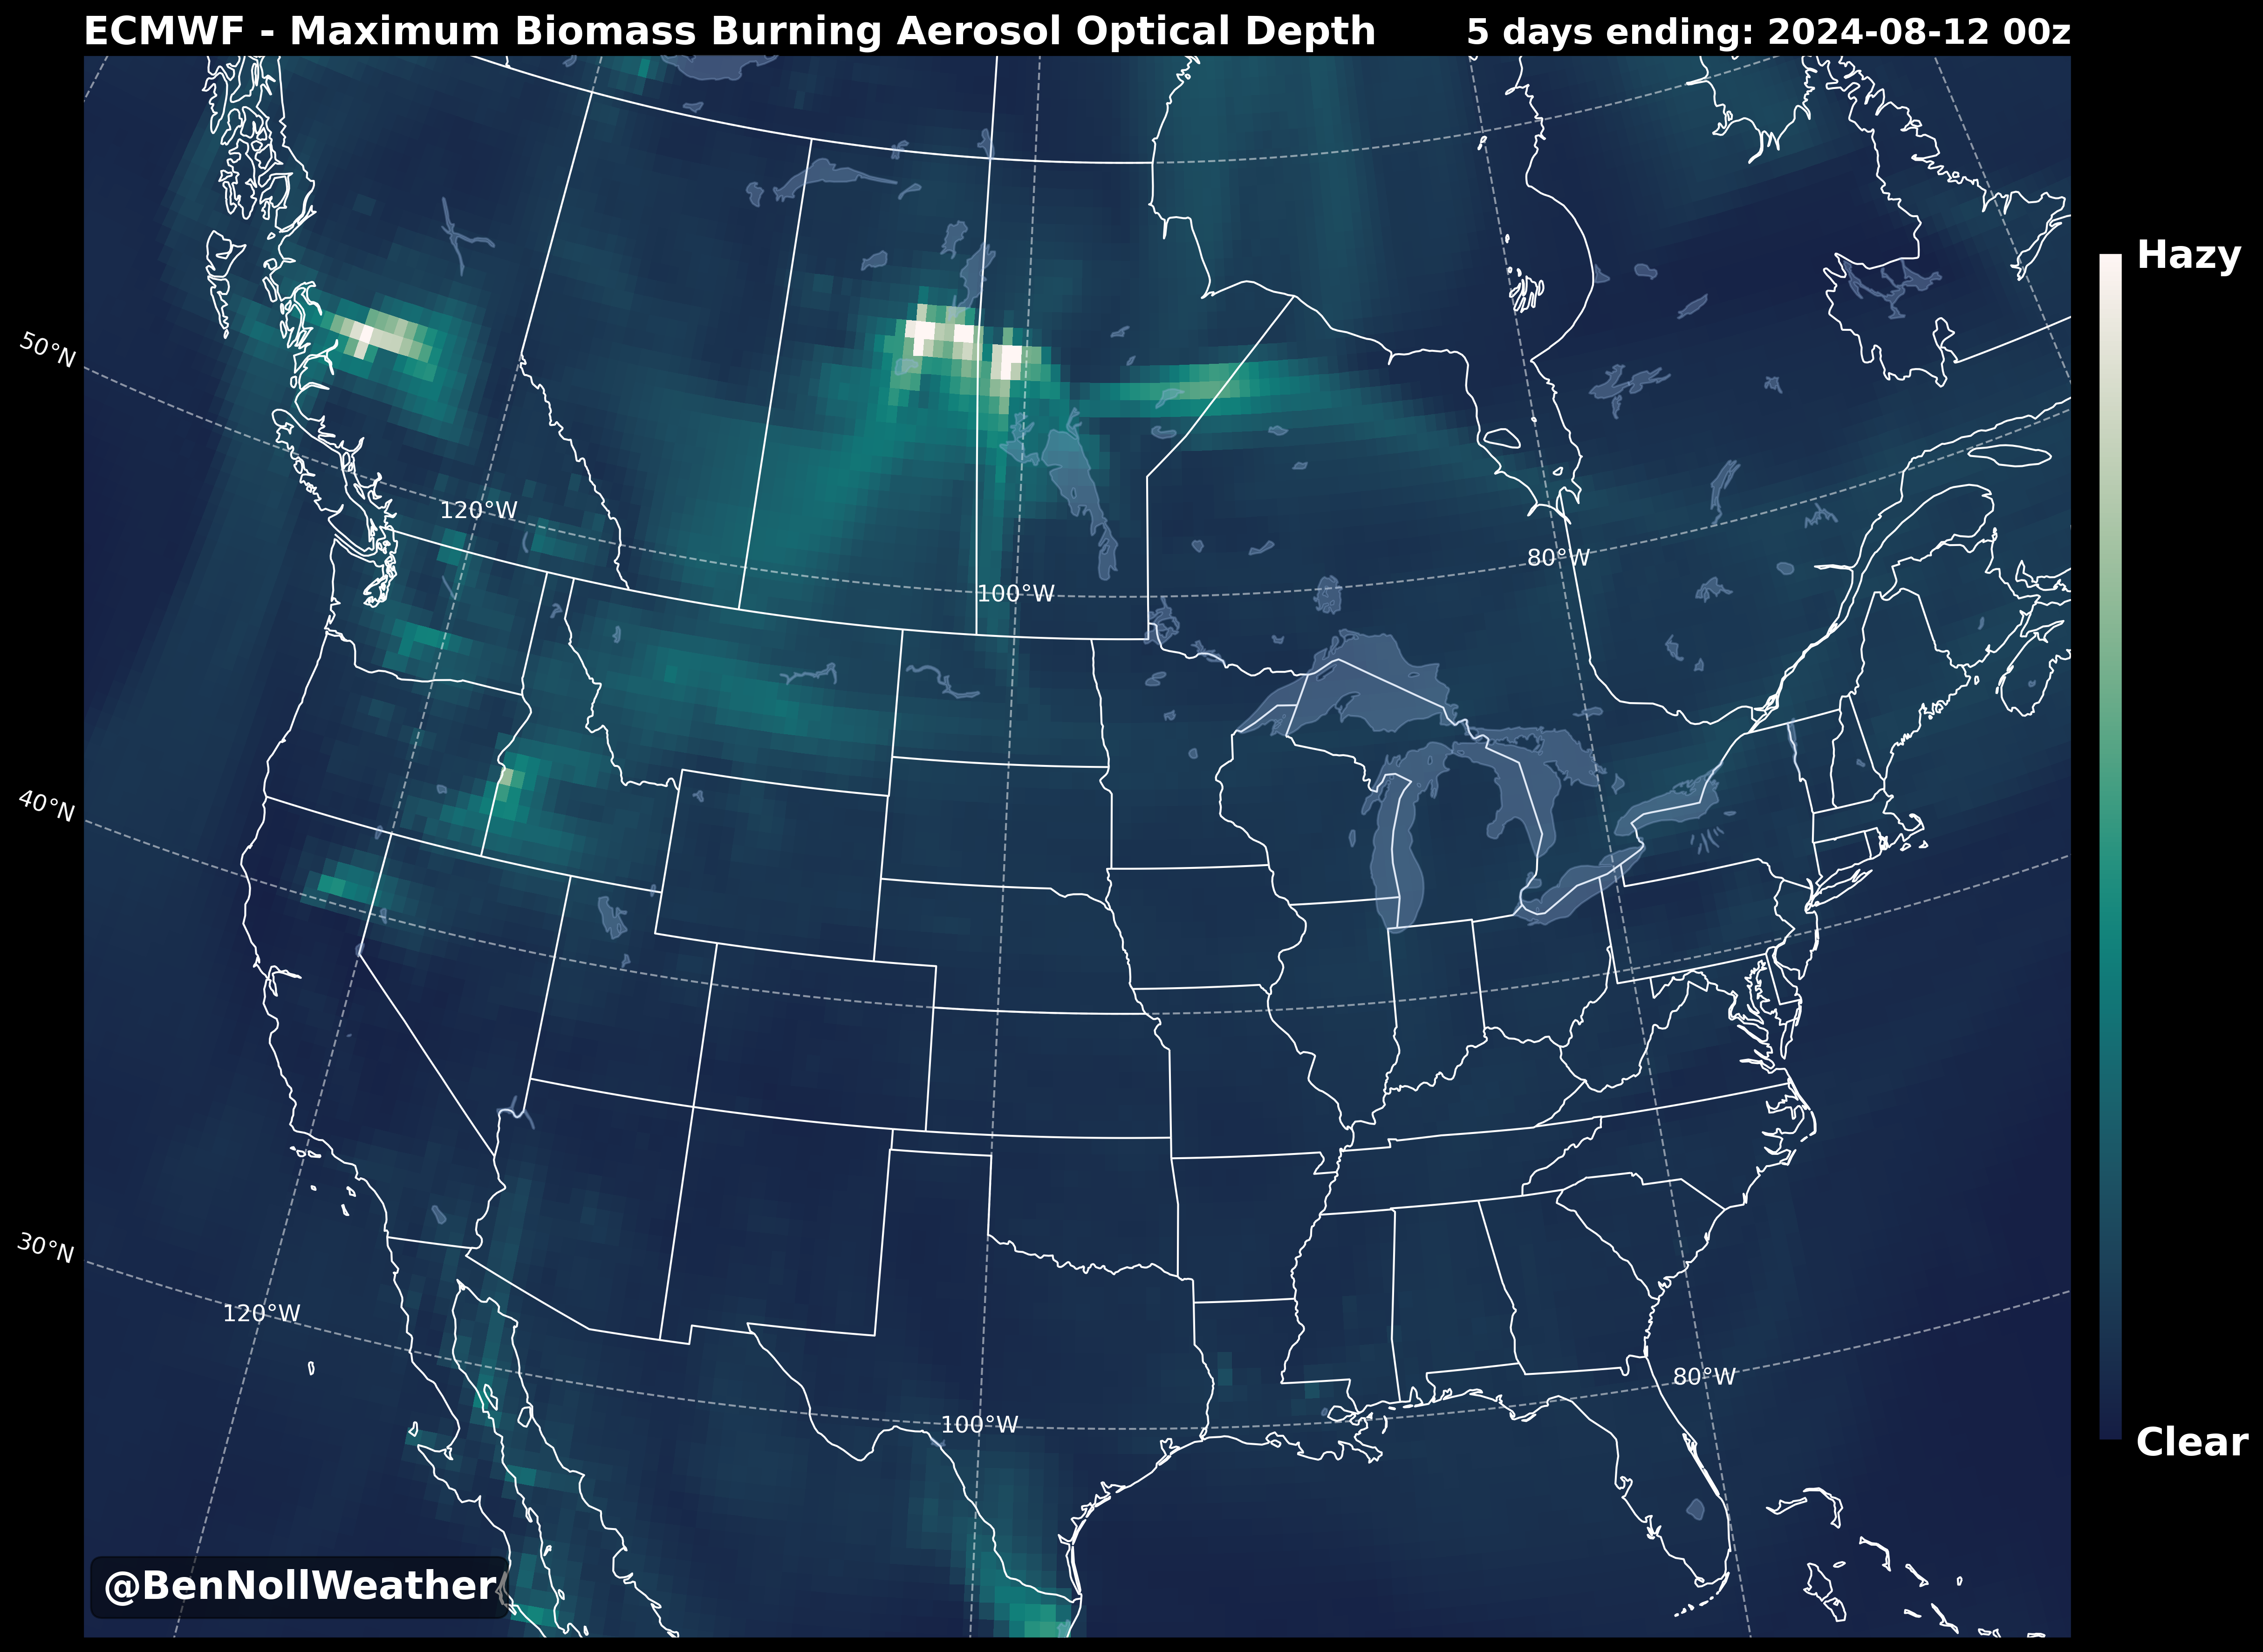 ECMWF - Maximum Biomass Burning Aerosol Optical Depth
5 days ending: 2024-08-12 00z
Hazy
50°N
120°W
80°W
100°W
40°N
30°N
120°W
80°W
100°W
Clear
@BenNollWeather